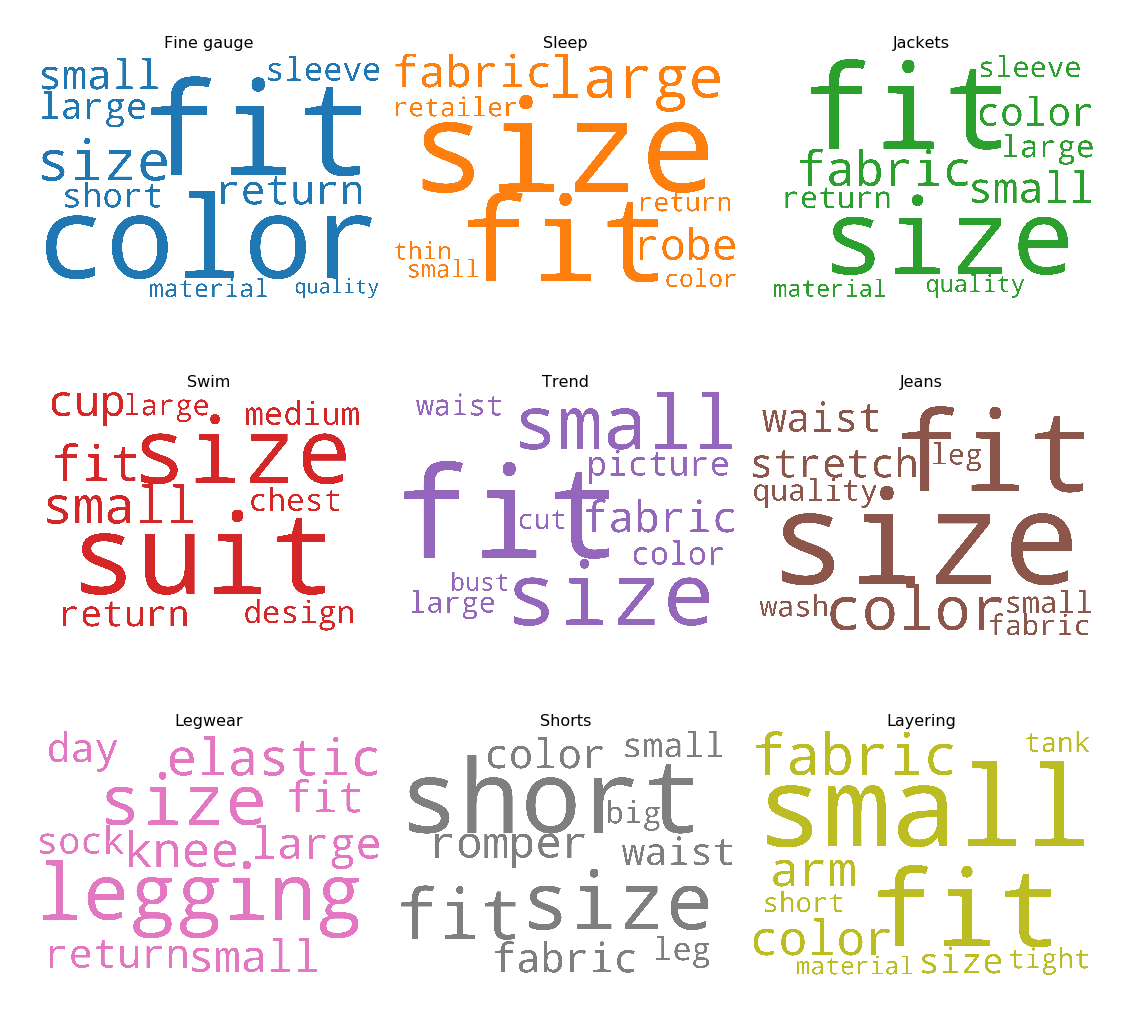 Fine gauge
small
sleeve
large
fit
size
short
return
color
material
quality
Sleep
fabric
large
retailer
size
return
fit
robe
thin
small
color
Jackets
sleeve
fit
color
large
fabric
small
return
size
material
quality
Swim
cup
large
medium
size
fit
small
chest
suit
return
design
Trend
waist
small
picture
fit
cut
fabric
color
bust
large
size
Jeans
waist
fit
stretch
leg
quality
size
wash
color
small
fabric
Legwear
day
elastic
size
fit
sock
knee
large
legging
return
small
Shorts
color
small
short
big
romper
waist
fit
size
fabric
leg
Layering
fabric
tank
small
arm
fit
short
color
material
size
tight